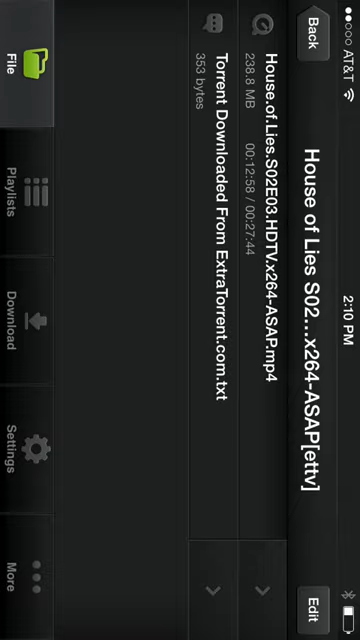 AT&T 2:10 PM
Back House of Lies S02...x264-ASAP[ettv] Edit
House.of.Lies.S02E03.HDTV.x264-ASAP.mp4
238.8 MB 00:12:58 / 00:27:44
Torrent Downloaded From ExtraTorrent.com.txt
353 bytes
File Playlists Download Settings More